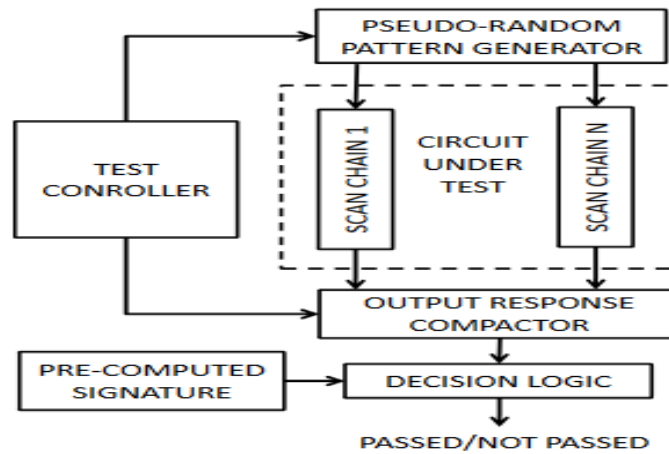 PSEUDO-RANDOM
PATTERN GENERATOR
TEST
CONROLLER
SCAN CHAIN 1
CIRCUIT
UNDER
TEST
SCAN CHAIN N
OUTPUT RESPONSE
COMPACTOR
PRE-COMPUTED
SIGNATURE
DECISION LOGIC
PASSED/NOT PASSED